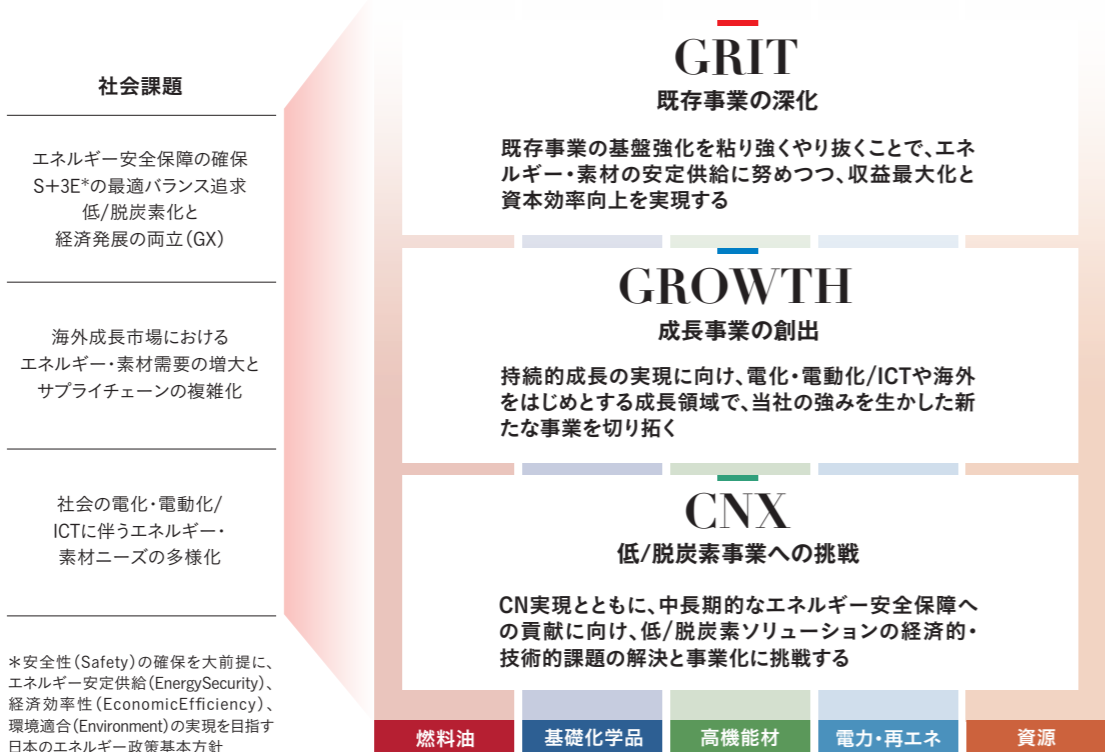 社会課題
エネルギー安全保障の確保
S+3E*の最適バランス追求
低/脱炭素化と
経済発展の両立(GX)
海外成長市場における
エネルギー・素材需要の増大と
サプライチェーンの複雑化
社会の電化・電動化/
ICTに伴うエネルギー・
素材ニーズの多様化
*安全性(Safety)の確保を大前提に、
エネルギー安定供給(EnergySecurity)、
経済効率性(EconomicEfficiency)、
環境適合(Environment)の実現を目指す
日本のエネルギー政策基本方針
GRIT
既存事業の深化
既存事業の基盤強化を粘り強くやり抜くことで、エネ
ルギー・素材の安定供給に努めつつ、収益最大化と
資本効率向上を実現する
GROWTH
成長事業の創出
持続的成長の実現に向け、電化・電動化/ICTや海外
をはじめとする成長領域で、当社の強みを生かした新
たな事業を切り拓く
CNX
低/脱炭素事業への挑戦
CN実現とともに、中長期的なエネルギー安全保障へ
の貢献に向け、低/脱炭素ソリューションの経済的・
技術的課題の解決と事業化に挑戦する
燃料油
基礎化学品
高機能材
電力・再エネ
資源